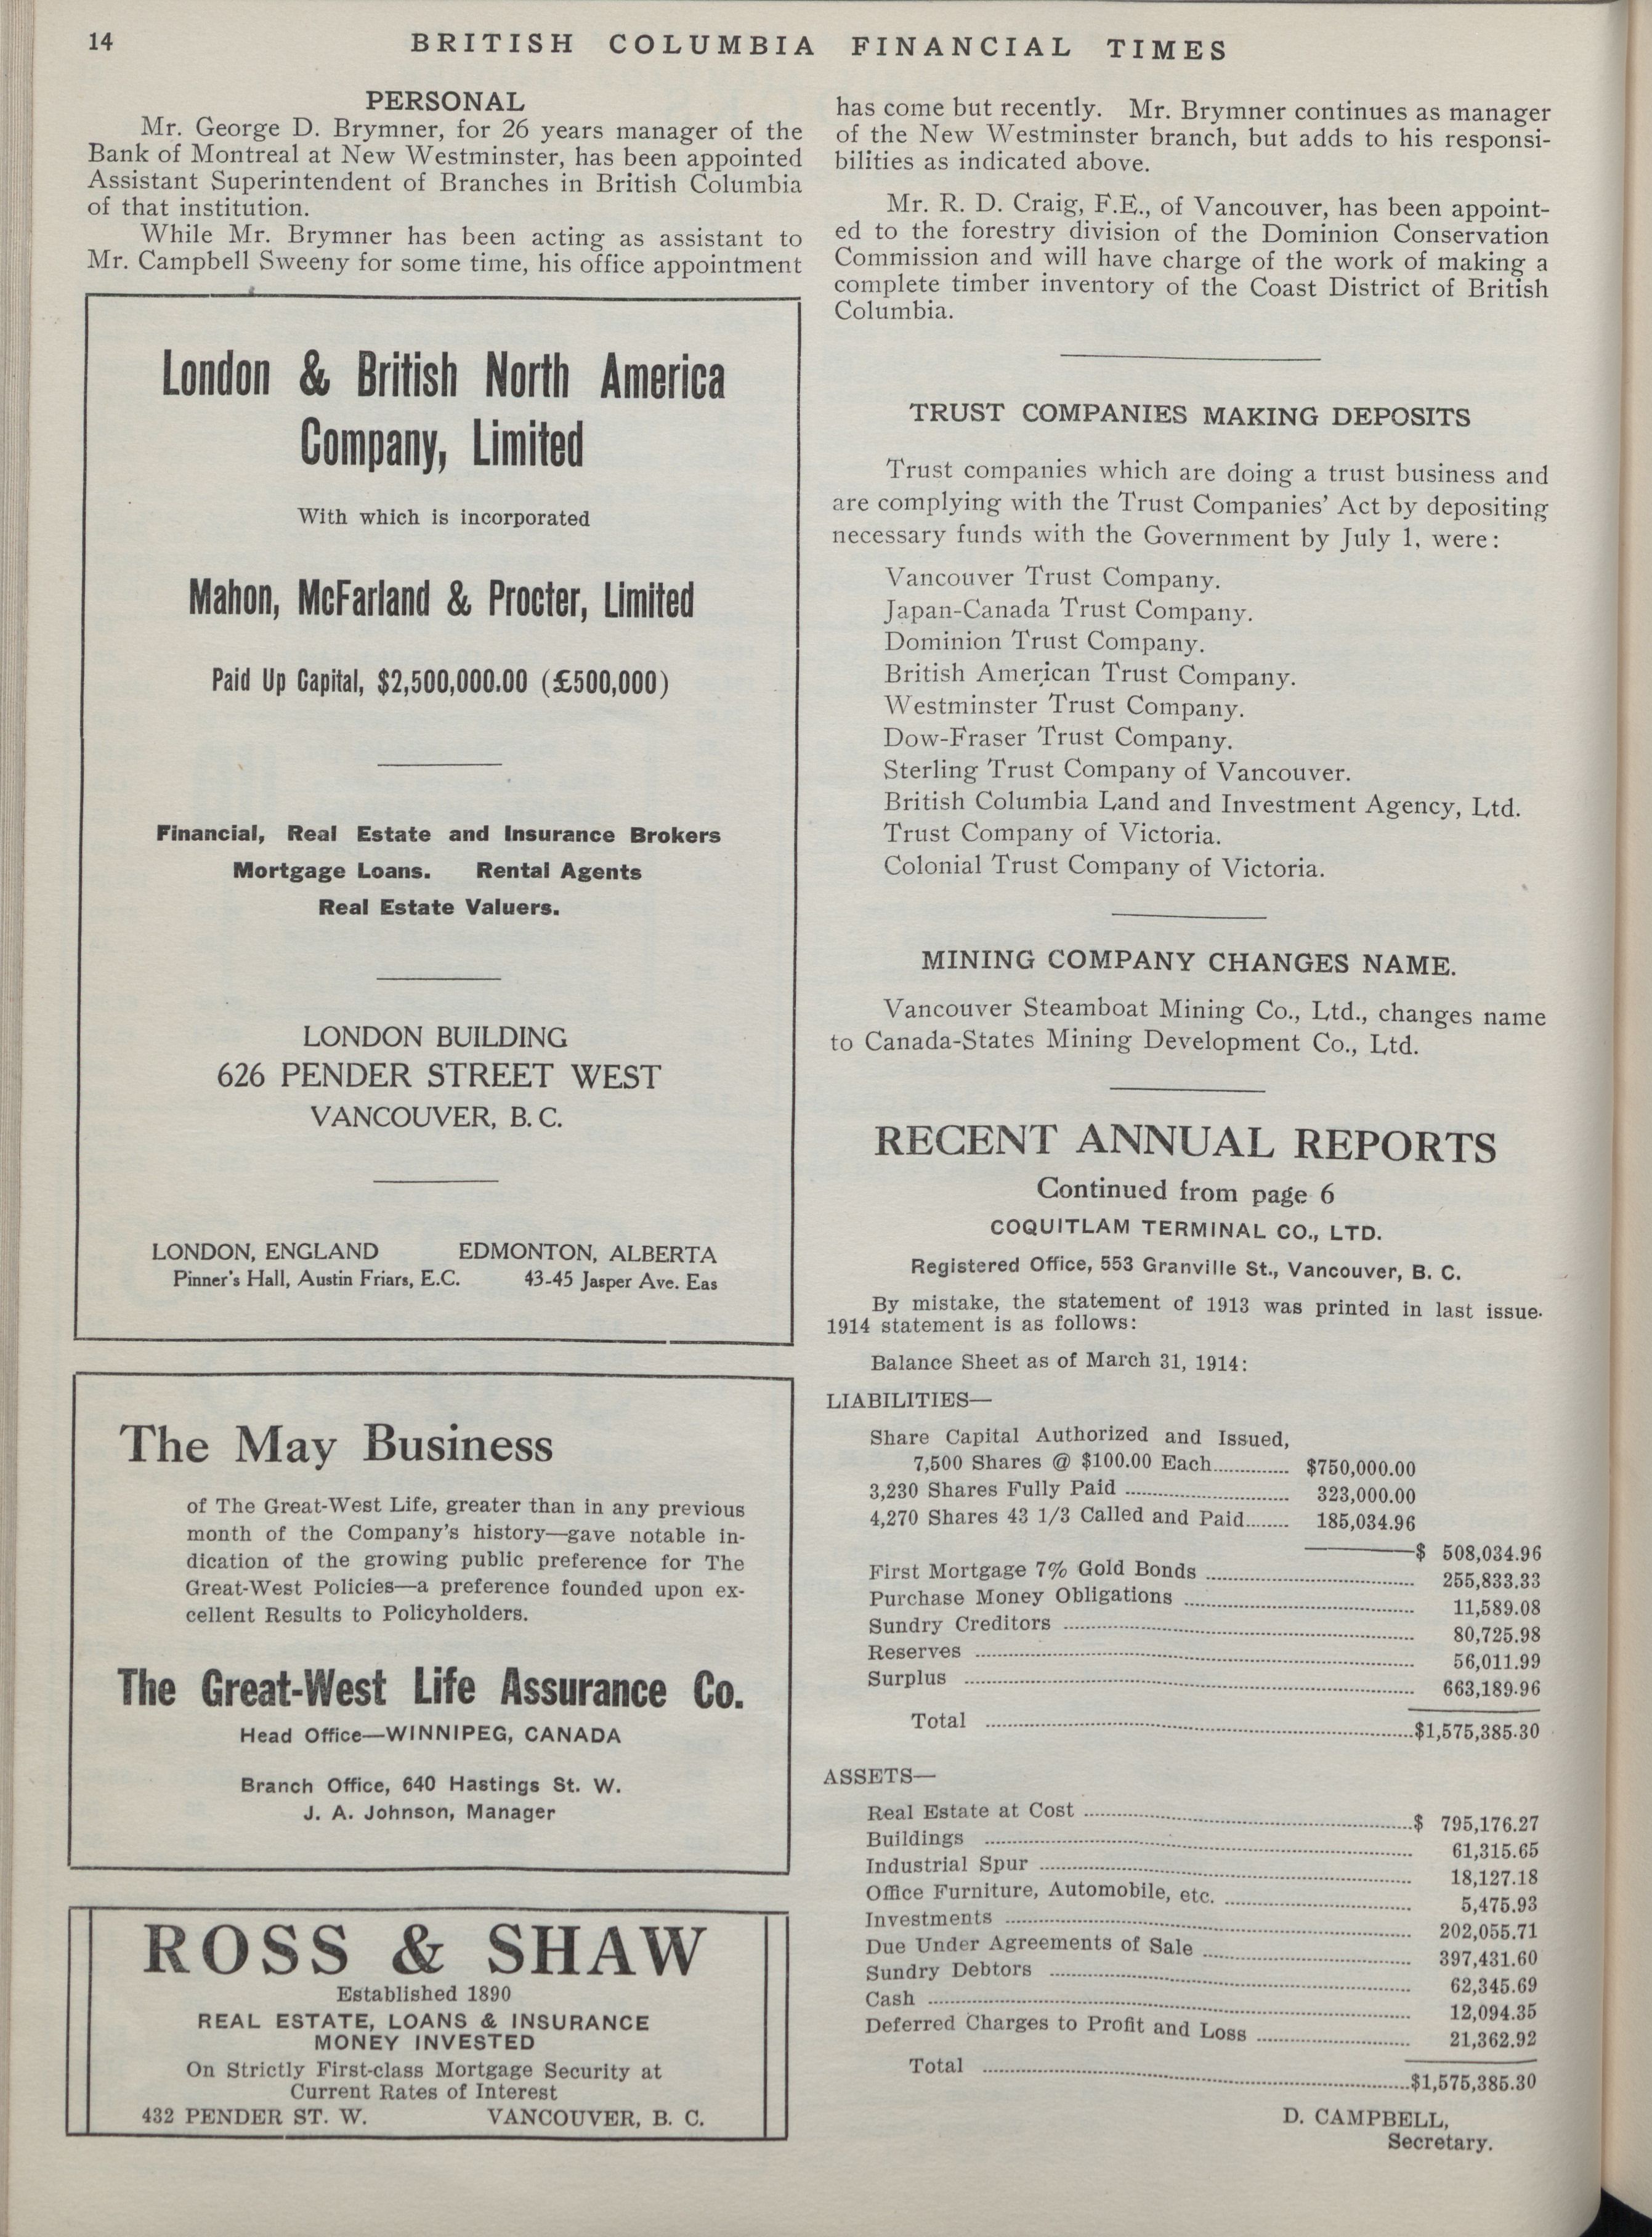 14
BRITISH COLUMBIA FINANCIAL TIMES
PERSONAL
Mr. George D. Brymner, for 26 years manager of the
Bank of Montreal at New Westminster, has been appointed
Assistant Superintendent of Branches in British Columbia
of that institution.
While Mr. Brymner has been acting as assistant to
Mr. Campbell Sweeny for some time, his office appointment
London & British North America
Company, Limited
With which is incorporated
Mahon, McFarland & Procter, Limited
Paid Up Capital, $2,500,000.00 (£500,000)
Financial, Real Estate and Insurance Brokers
Mortgage Loans. Rental Agents
Real Estate Valuers.
LONDON BUILDING
626 PENDER STREET WEST
VANCOUVER, B. C.
LONDON, ENGLAND EDMONTON, ALBERTA
Pinner's Hall, Austin Friars, E.C. 43-45 Jasper Ave. Eas
The May Business
of The Great-West Life, greater than in any previous
month of the Company's history—gave notable in-
dication of the growing public preference for The
Great-West Policies—a preference founded upon ex-
cellent Results to Policyholders.
The Great-West Life Assurance Co.
Head Office—WINNIPEG, CANADA
Branch Office, 640 Hastings St. W.
J. A. Johnson, Manager
ROSS & SHAW
Established 1890
REAL ESTATE, LOANS & INSURANCE
MONEY INVESTED
On Strictly First-class Mortgage Security at
Current Rates of Interest
432 PENDER ST. W. VANCOUVER, B. C.
has come but recently. Mr. Brymner continues as manager
of the New Westminster branch, but adds to his responsi-
bilities as indicated above.
Mr. R. D. Craig, F.E., of Vancouver, has been appoint-
ed to the forestry division of the Dominion Conservation
Commission and will have charge of the work of making a
complete timber inventory of the Coast District of British
Columbia.
TRUST COMPANIES MAKING DEPOSITS
Trust companies which are doing a trust business and
are complying with the Trust Companies' Act by depositing
necessary funds with the Government by July 1, were:
Vancouver Trust Company.
Japan-Canada Trust Company.
Dominion Trust Company.
British American Trust Company.
Westminster Trust Company.
Dow-Fraser Trust Company.
Sterling Trust Company of Vancouver.
British Columbia Land and Investment Agency, Ltd.
Trust Company of Victoria.
Colonial Trust Company of Victoria.
MINING COMPANY CHANGES NAME.
Vancouver Steamboat Mining Co., Ltd., changes name
to Canada-States Mining Development Co., Ltd.
RECENT ANNUAL REPORTS
Continued from page 6
COQUITLAM TERMINAL CO., LTD.
Registered Office, 553 Granville St., Vancouver, B. C.
By mistake, the statement of 1913 was printed in last issue.
1914 statement is as follows:
Balance Sheet as of March 31, 1914:
LIABILITIES—
Share Capital Authorized and Issued,
7,500 Shares @ $100.00 Each............. $750,000.00
3,230 Shares Fully Paid ............................ 323,000.00
4,270 Shares 43 1/3 Called and Paid........ 185,034.96
$ 508,034.96
First Mortgage 7% Gold Bonds .................................... 255,833.33
Purchase Money Obligations ........................................ 11,589.08
Sundry Creditors ............................................................. 80,725.98
Reserves ............................................................................ 56,011.99
Surplus .............................................................................. 663,189.96
Total ..........................................................................$1,575,385.30
ASSETS—
Real Estate at Cost .........................................................$ 795,176.27
Buildings .......................................................................... 61,315.65
Industrial Spur ................................................................ 18,127.18
Office Furniture, Automobile, etc. ................................ 5,475.93
Investments ...................................................................... 202,055.71
Due Under Agreements of Sale .................................... 397,431.60
Sundry Debtors ............................................................... 62,345.69
Cash .................................................................................. 12,094.35
Deferred Charges to Profit and Loss ........................... 21,362.92
Total ..........................................................................$1,575,385.30
D. CAMPBELL,
Secretary.